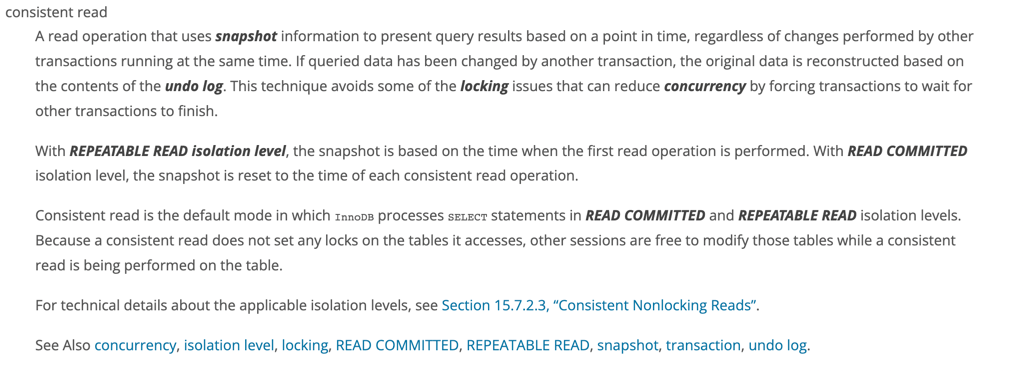 consistent read
A read operation that uses snapshot information to present query results based on a point in time, regardless of changes performed by other
transactions running at the same time. If queried data has been changed by another transaction, the original data is reconstructed based on
the contents of the undo log. This technique avoids some of the locking issues that can reduce concurrency by forcing transactions to wait for
other transactions to finish.
With REPEATABLE READ isolation level, the snapshot is based on the time when the first read operation is performed. With READ COMMITTED
isolation level, the snapshot is reset to the time of each consistent read operation.
Consistent read is the default mode in which InnoDB processes SELECT statements in READ COMMITTED and REPEATABLE READ isolation levels.
Because a consistent read does not set any locks on the tables it accesses, other sessions are free to modify those tables while a consistent
read is being performed on the table.
For technical details about the applicable isolation levels, see Section 15.7.2.3, “Consistent Nonlocking Reads”.
See Also concurrency, isolation level, locking, READ COMMITTED, REPEATABLE READ, snapshot, transaction, undo log.